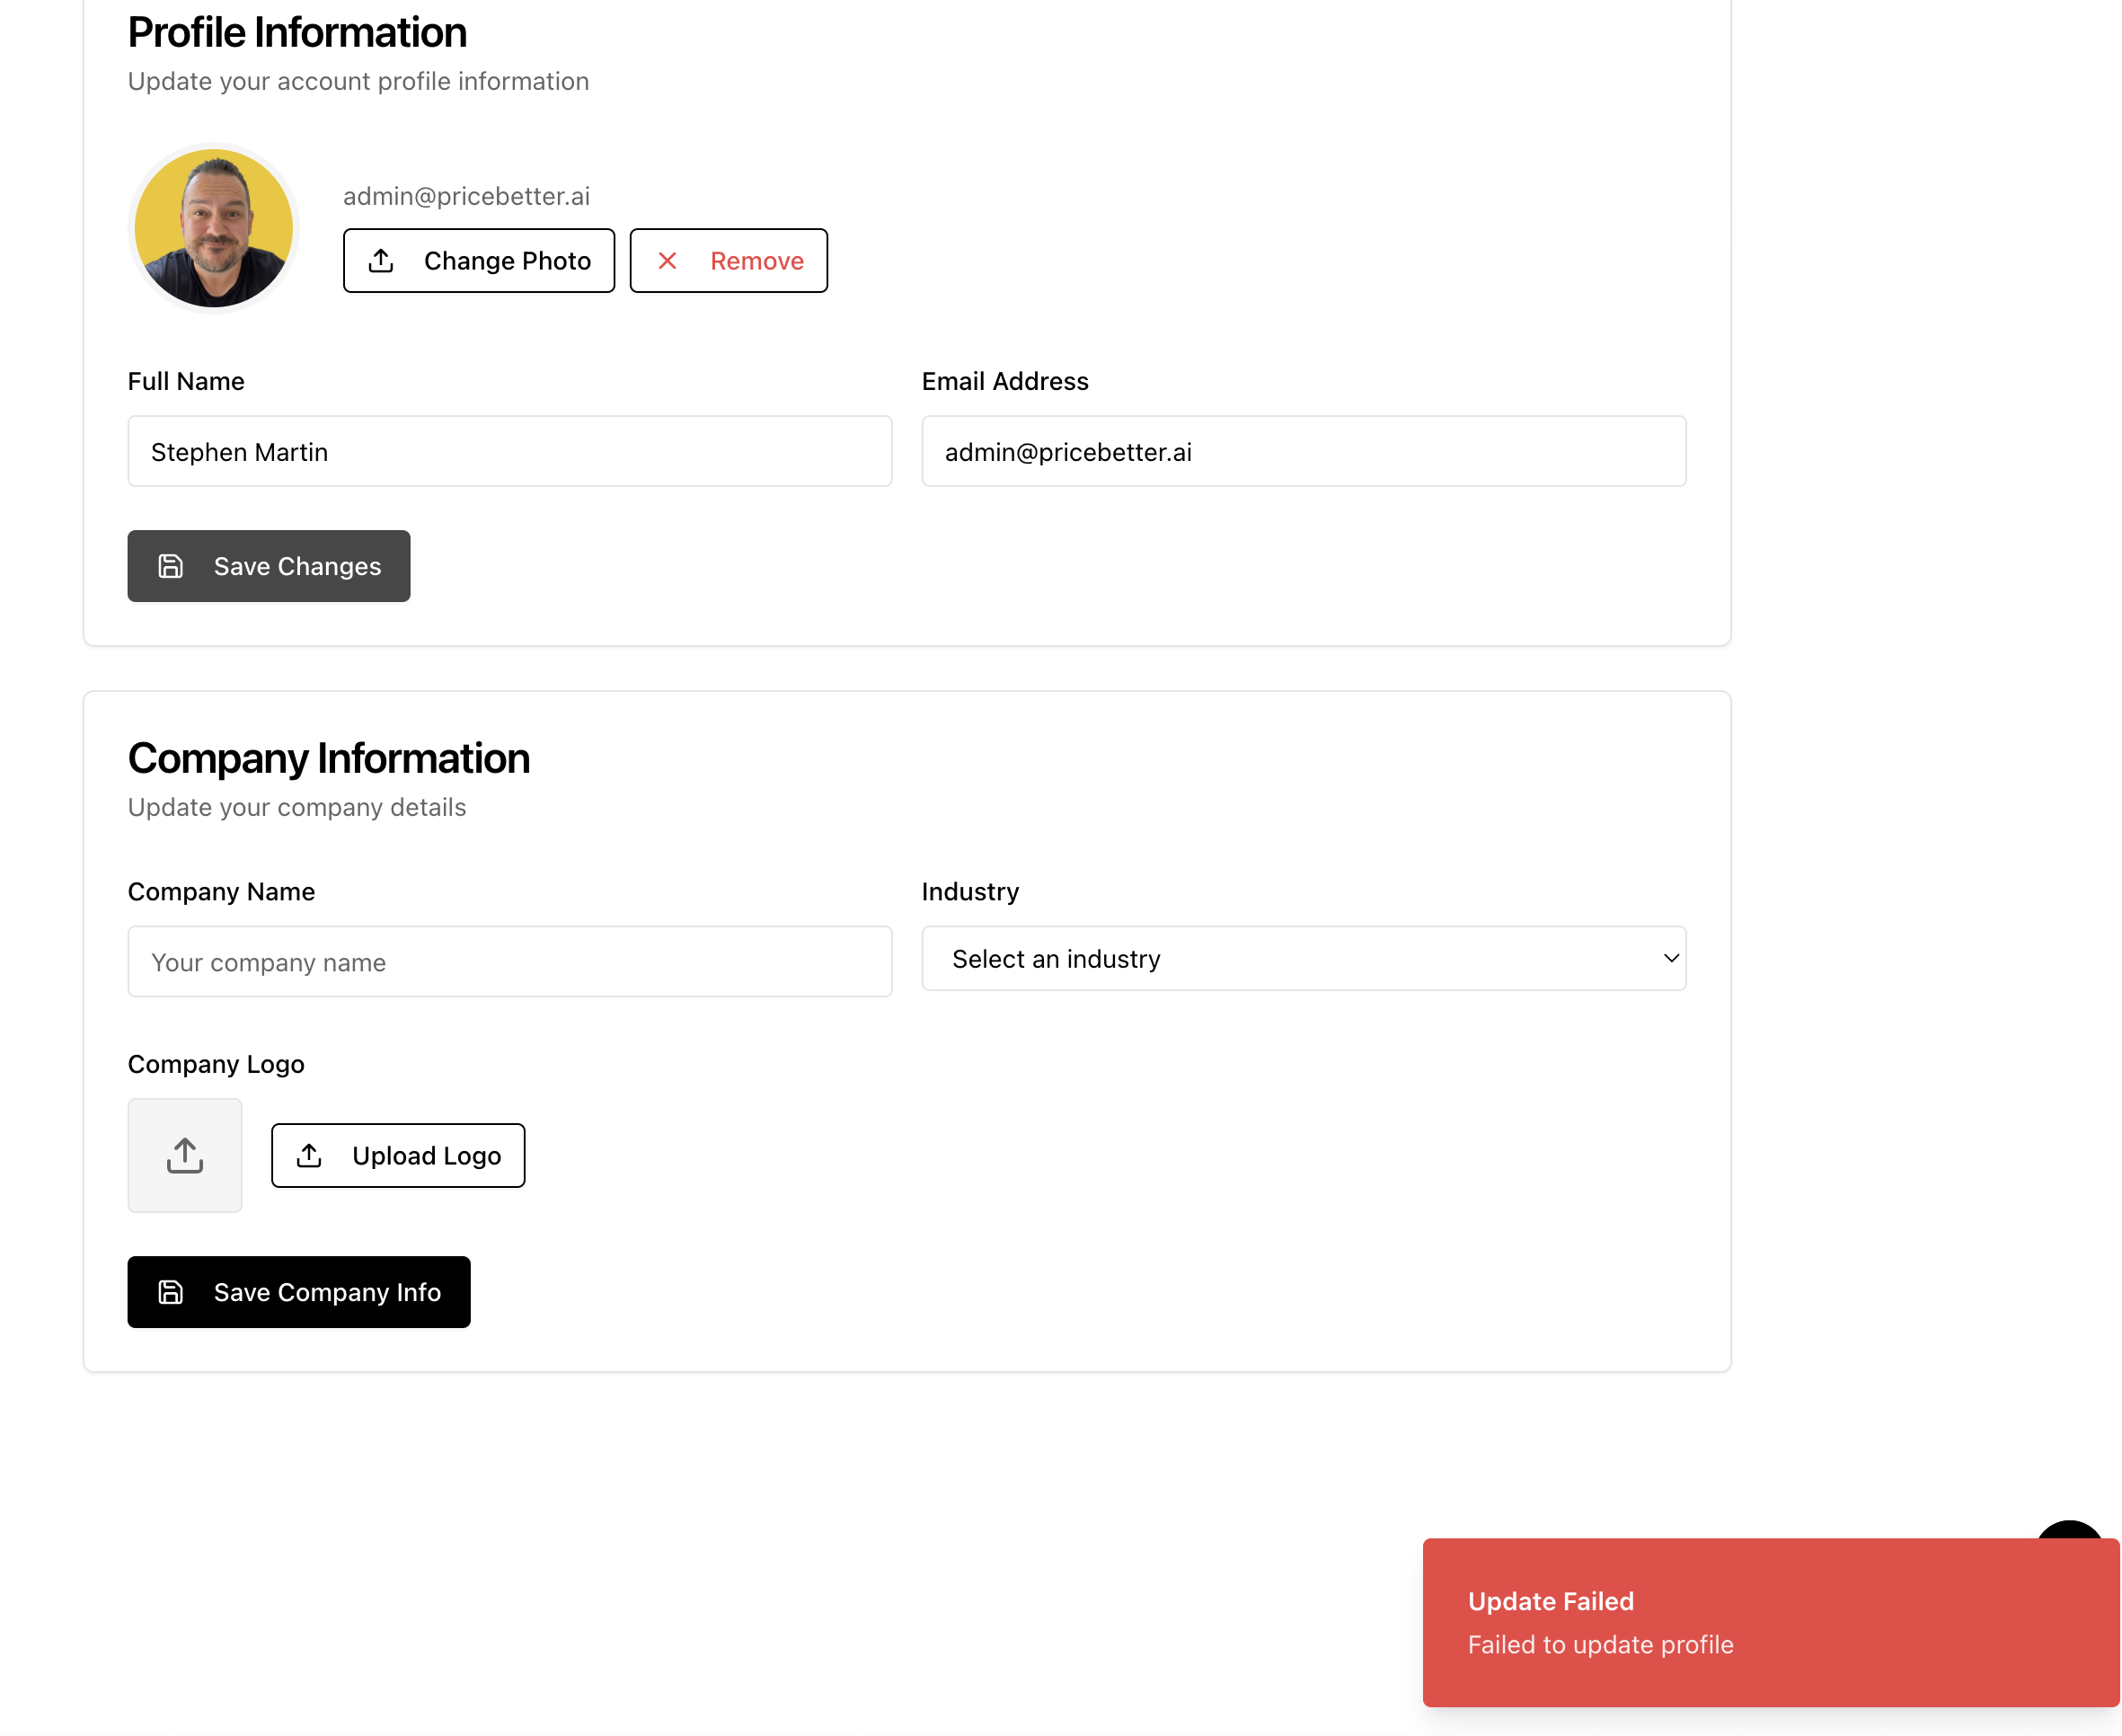 Profile Information
Update your account profile information
admin@pricebetter.ai
Change Photo
Remove
Full Name
Email Address
Stephen Martin
admin@pricebetter.ai
Save Changes
Company Information
Update your company details
Company Name
Industry
Your company name
Select an industry
Company Logo
Upload Logo
Save Company Info
Update Failed
Failed to update profile